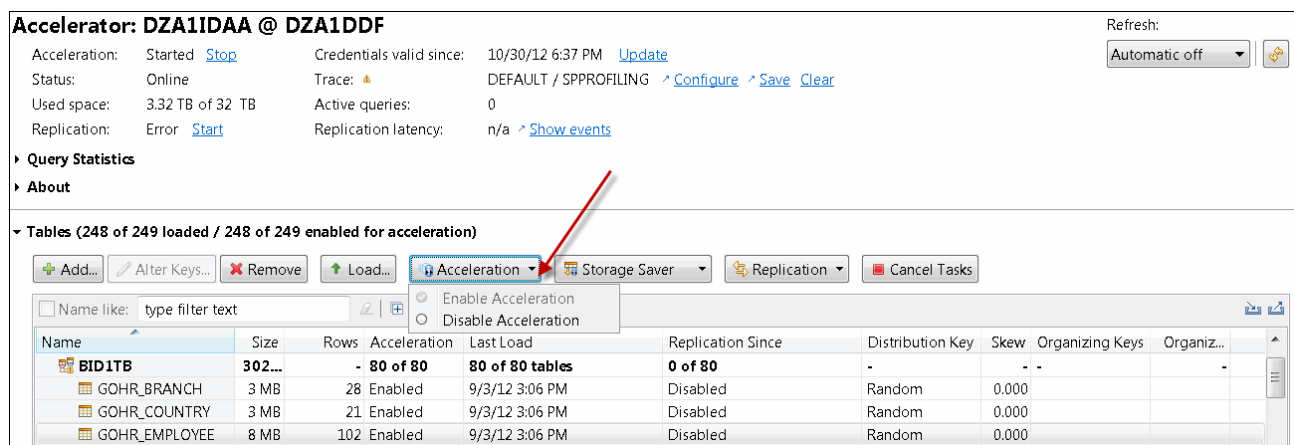 Accelerator: DZA1IDAA @ DZA1DDF
Refresh:
Acceleration: Started Stop Credentials valid since: 10/30/12 6:37 PM Update
Automatic off
Status: Online Trace: DEFAULT / SPPROFILING Configure Save Clear
Used space: 3.32 TB of 32 TB Active queries: 0
Replication: Error Start Replication latency: n/a Show events
Query Statistics
About
Tables (248 of 249 loaded / 248 of 249 enabled for acceleration)
Add... Alter Keys... Remove Load... Acceleration Storage Saver Replication Cancel Tasks
Name like: type filter text
Enable Acceleration
Disable Acceleration
Name Size Rows Acceleration Last Load Replication Since Distribution Key Skew Organizing Keys Organiz...
BID1TB 302... - 80 of 80 80 of 80 tables 0 of 80 - - - -
GOHR_BRANCH 3 MB 28 Enabled 9/3/12 3:06 PM Disabled Random 0.000
GOHR_COUNTRY 3 MB 21 Enabled 9/3/12 3:06 PM Disabled Random 0.000
GOHR_EMPLOYEE 8 MB 102 Enabled 9/3/12 3:06 PM Disabled Random 0.000